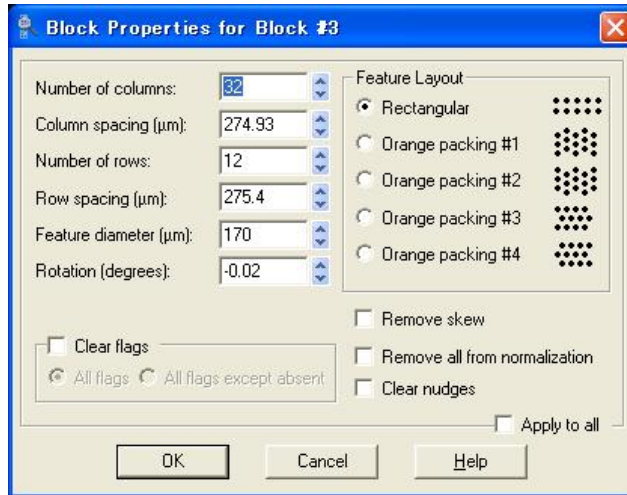 Block Properties for Block #3
Number of columns: 32
Column spacing (µm): 274.93
Number of rows: 12
Row spacing (µm): 275.4
Feature diameter (µm): 170
Rotation (degrees): -0.02
Feature Layout
Rectangular
Orange packing #1
Orange packing #2
Orange packing #3
Orange packing #4
Clear flags
All flags All flags except absent
Remove skew
Remove all from normalization
Clear nudges
Apply to all
OK Cancel Help